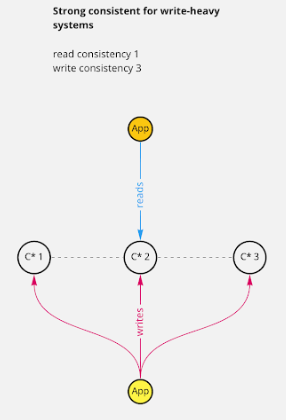 Strong consistent for write-heavy
systems
read consistency 1
write consistency 3
App
reads
C* 1
C* 2
C* 3
writes
App